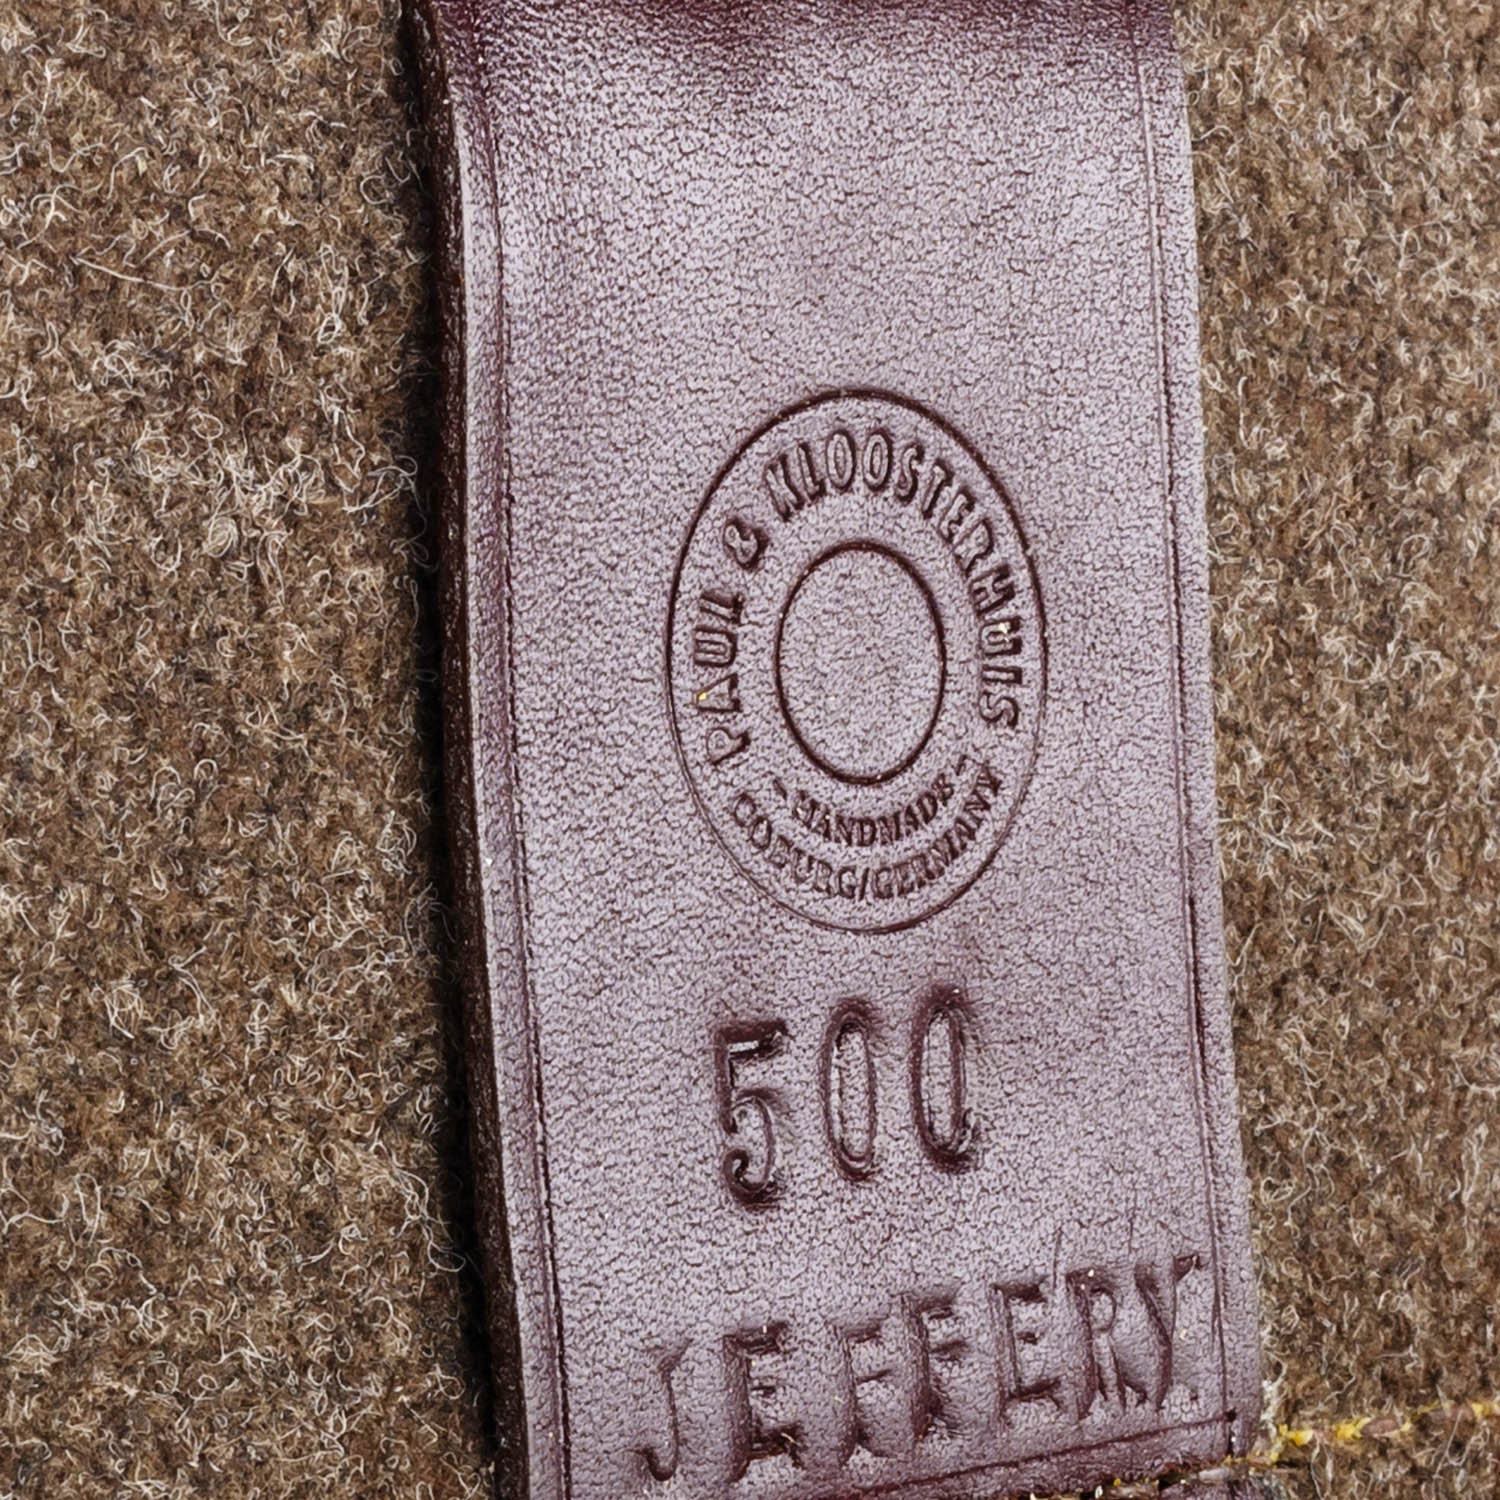 PAUL & KLOOSTERHUIS
- HANDMADE -
COBURG/GERMANY
500
JEFFERY